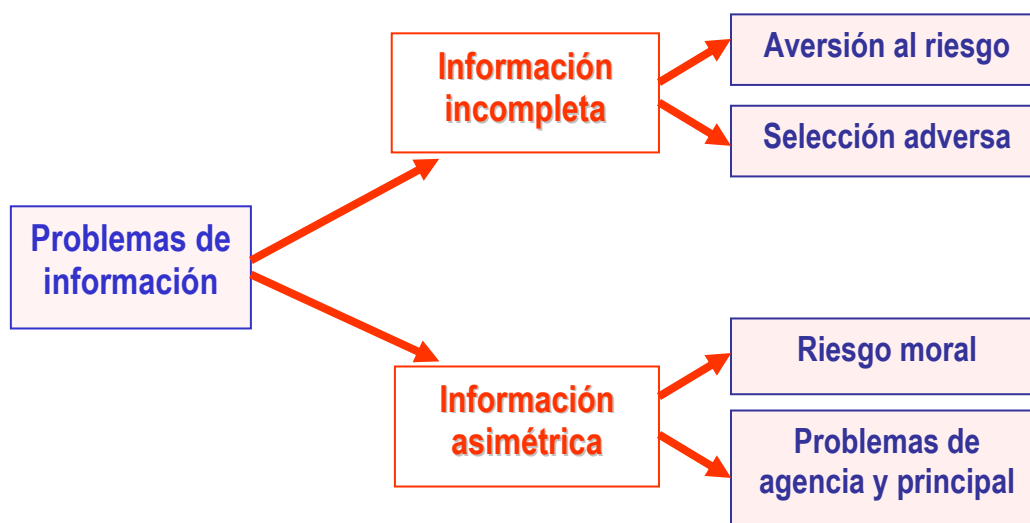 Problemas de
información
Información
incompleta
Aversión al riesgo
Selección adversa
Información
asimétrica
Riesgo moral
Problemas de
agencia y principal